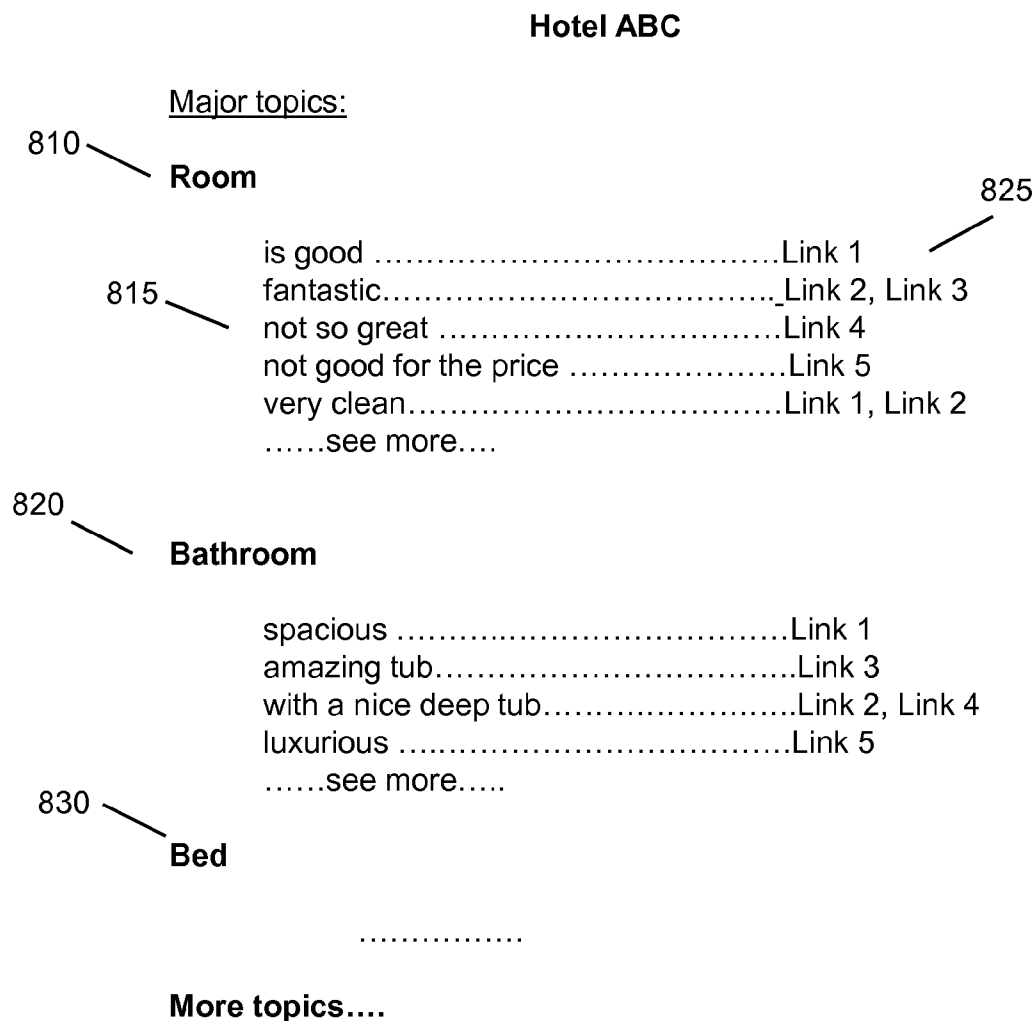 Hotel ABC
Major topics:
810
Room
825
is good ……………………………………Link 1
815
fantastic…………………………………._Link 2, Link 3
not so great ………………………………Link 4
not good for the price …………………..Link 5
very clean…………………………………Link 1, Link 2
……see more….
820
Bathroom
spacious ……………………………………Link 1
amazing tub………………………………..Link 3
with a nice deep tub……………………...Link 2, Link 4
luxurious ……………………………………Link 5
……see more…..
830
Bed
…………….
More topics….